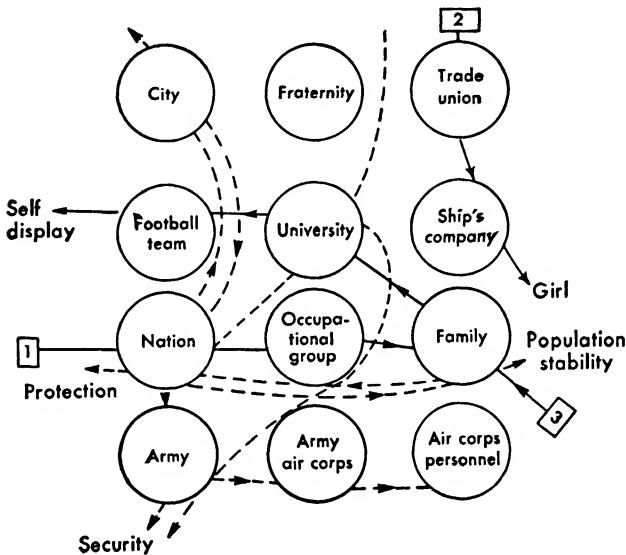 2
City
Fraternity
Trade
union
Self
display
Football
team
University
Ship's
company
Girl
1
Nation
Occupa-
tional
group
Family
Population
stability
Protection
3
Army
Army
air corps
Air corps
personnel
Security